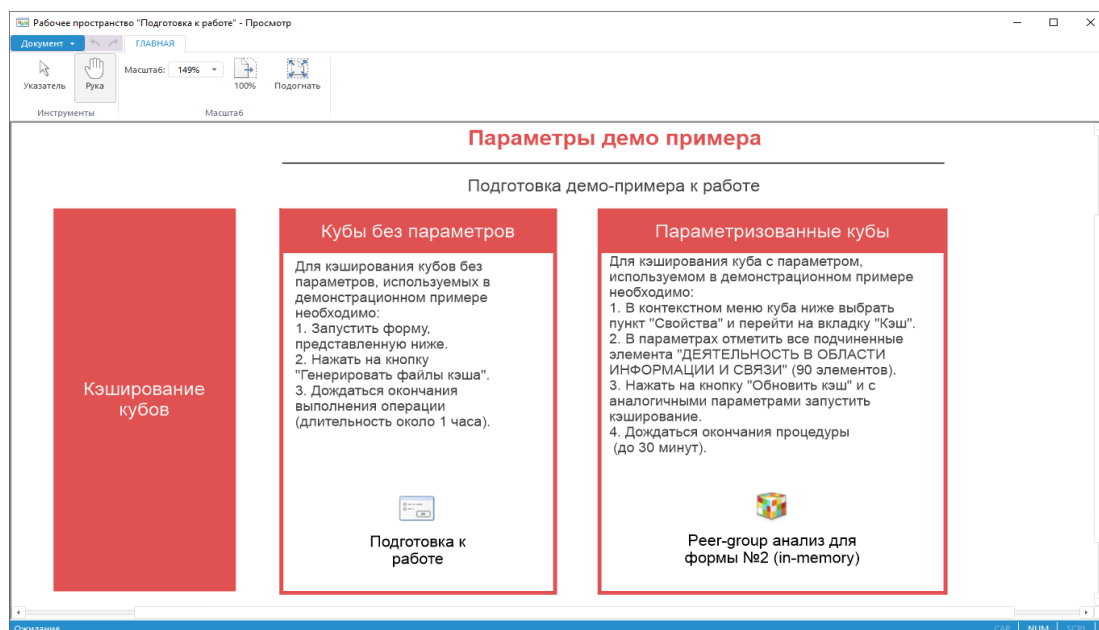 Рабочее пространство "Подготовка к работе" - Просмотр
Документ
ГЛАВНАЯ
Указатель
Рука
Масштаб:
149%
100%
Подогнать
Инструменты
Масштаб
Параметры демо примера
Подготовка демо-примера к работе
Кэширование
кубов
Кубы без параметров
Для кэширования кубов без
параметров, используемых в
демонстрационном примере
необходимо:
1. Запустить форму,
представленную ниже.
2. Нажать на кнопку
"Генерировать файлы кэша".
3. Дождаться окончания
выполнения операции
(длительность около 1 часа).
Подготовка к
работе
Параметризованные кубы
Для кэширования куба с параметром,
используемом в демонстрационном примере
необходимо:
1. В контекстном меню куба ниже выбрать
пункт "Свойства" и перейти на вкладку "Кэш".
2. В параметрах отметить все подчиненные
элемента "ДЕЯТЕЛЬНОСТЬ В ОБЛАСТИ
ИНФОРМАЦИИ И СВЯЗИ" (90 элементов).
3. Нажать на кнопку "Обновить кэш" и с
аналогичными параметрами запустить
кэширование.
4. Дождаться окончания процедуры
(до 30 минут).
Peer-group анализ для
формы №2 (in-memory)
Ожидание
CAP
NUM
SCRL